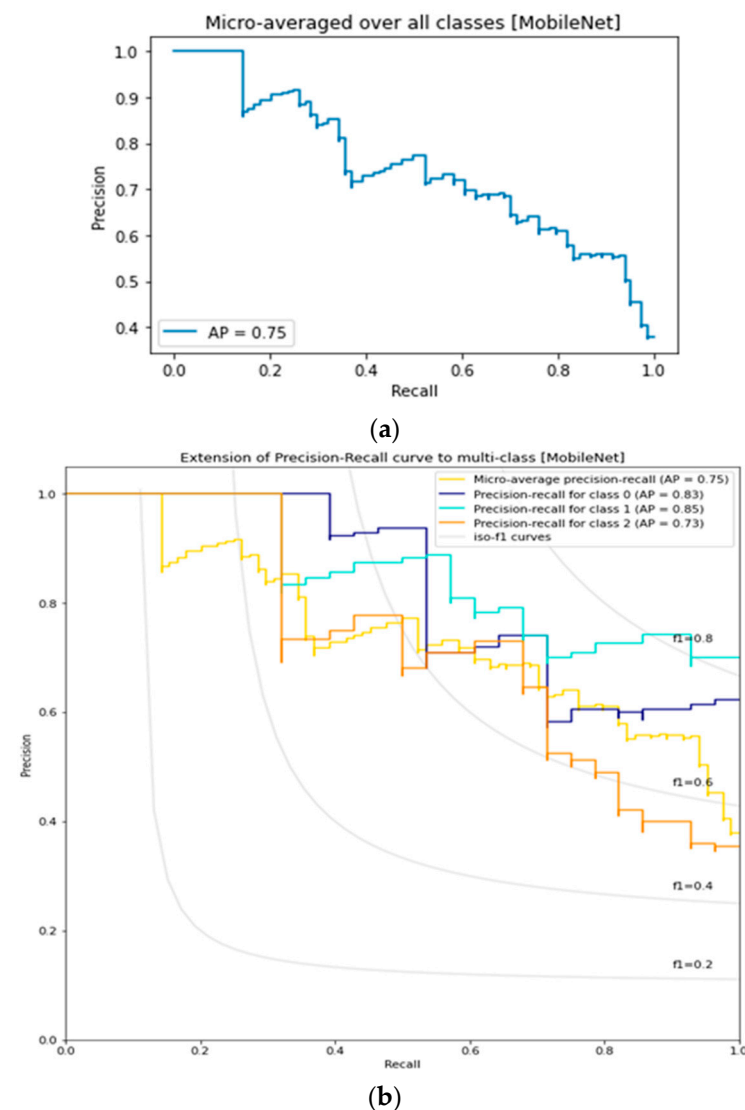 Micro-averaged over all classes [MobileNet]
1.0
0.9
0.8
0.7
0.6
0.5
0.4
Precision
AP = 0.75
0.0 0.2 0.4 0.6 0.8 1.0
Recall
(a)
Extension of Precision-Recall curve to multi-class [MobileNet]
Micro-average precision-recall (AP = 0.75)
Precision-recall for class 0 (AP = 0.83)
Precision-recall for class 1 (AP = 0.85)
Precision-recall for class 2 (AP = 0.73)
iso-f1 curves
1.0
0.8
0.6
0.4
0.2
0.0
Precision
f1=0.8
f1=0.6
f1=0.4
f1=0.2
0.0 0.2 0.4 0.6 0.8 1.0
Recall
(b)